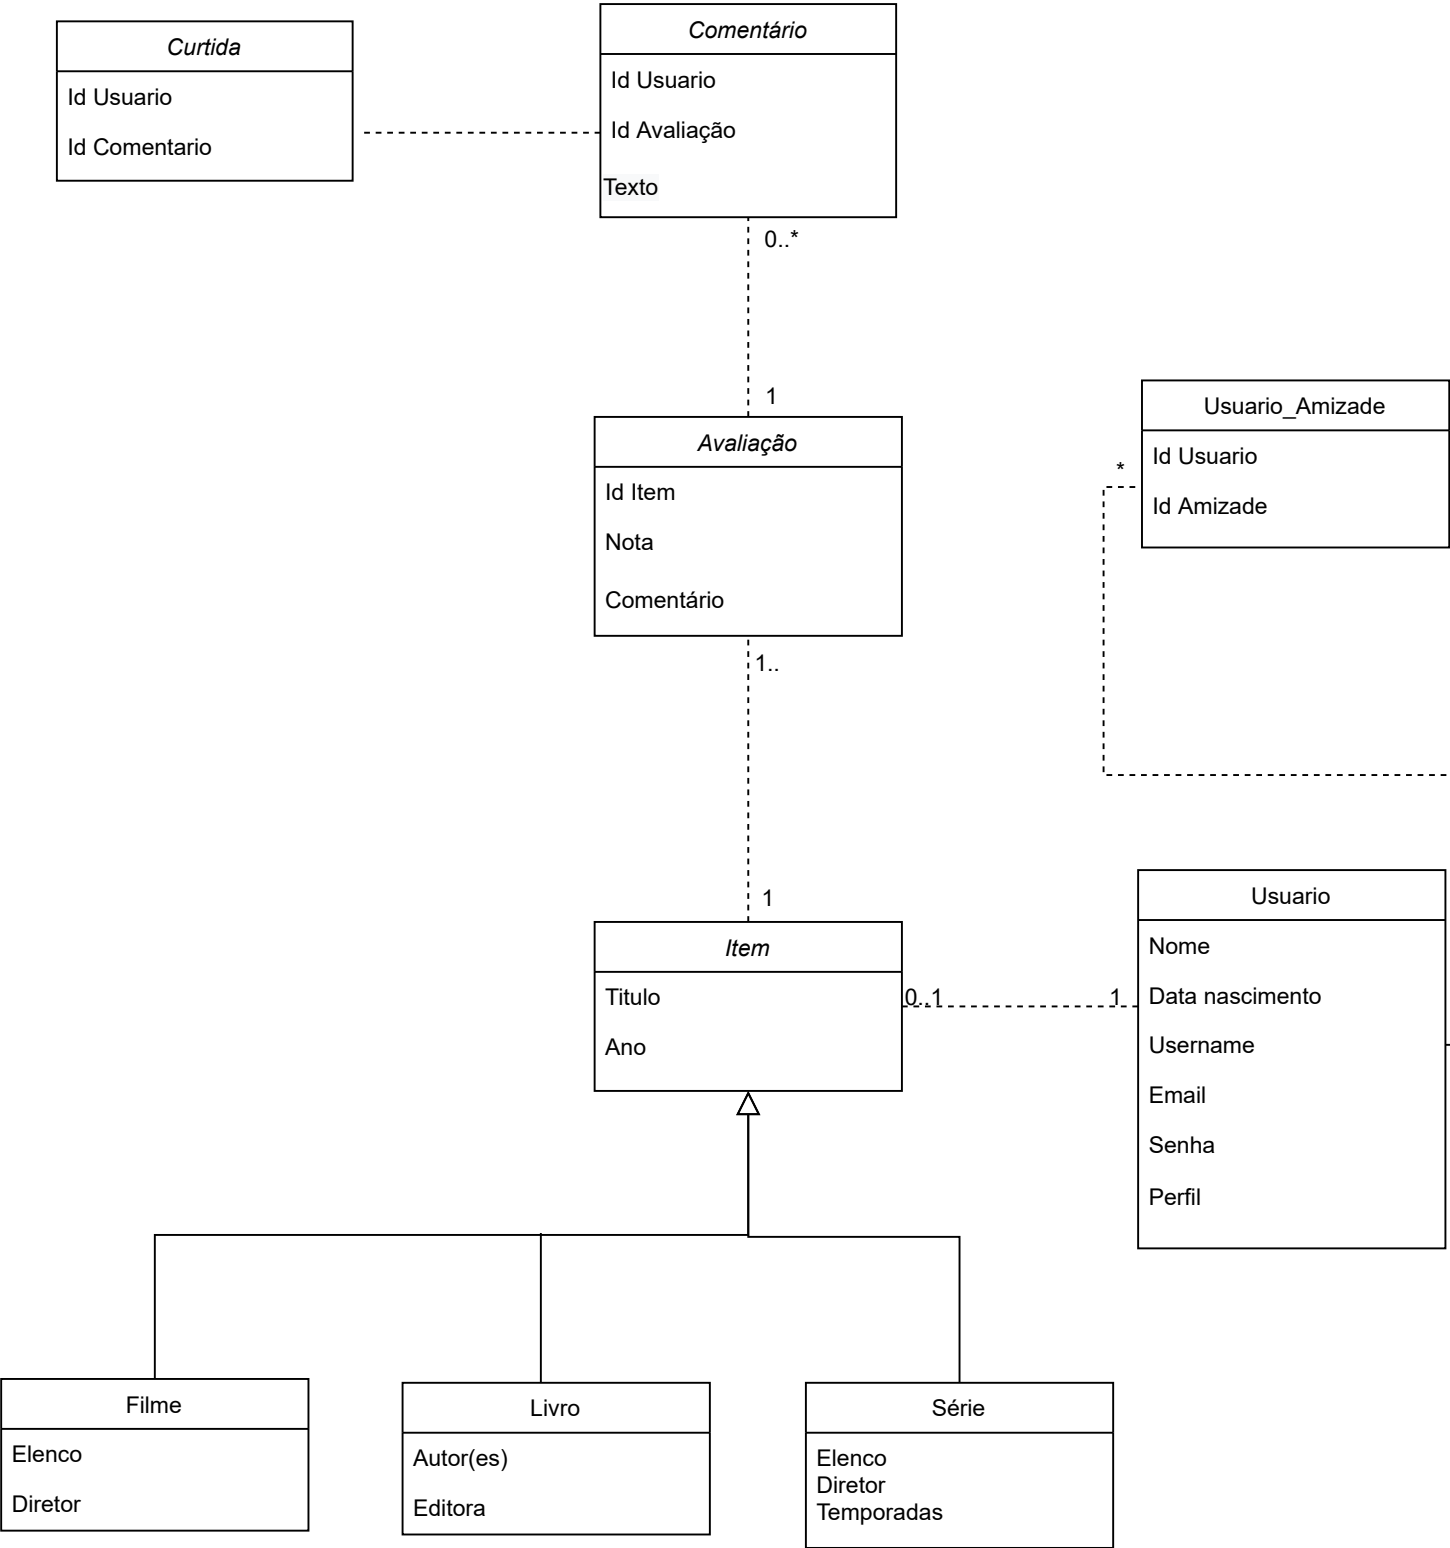 Curtida
Id Usuario
Id Comentario
Comentário
Id Usuario
Id Avaliação
Texto
0..*
1
Avaliação
Id Item
Nota
Comentário
1..
1
Usuario_Amizade
Id Usuario
Id Amizade
*
Item
Titulo
Ano
0..1
1
Usuario
Nome
Data nascimento
Username
Email
Senha
Perfil
Filme
Elenco
Diretor
Livro
Autor(es)
Editora
Série
Elenco
Diretor
Temporadas